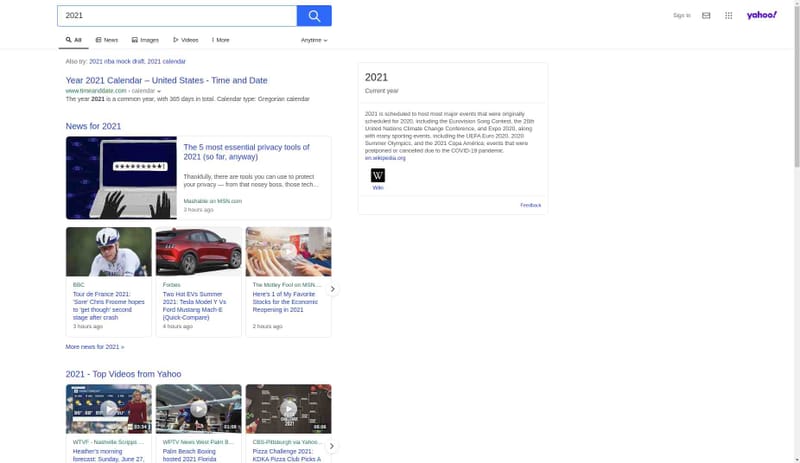 2021
Sign in
yahoo!
All
News
Images
Videos
More
Anytime
Also try: 2021 nba mock draft, 2021 calendar
Year 2021 Calendar – United States - Time and Date
www.timeanddate.com › calendar
The year 2021 is a common year, with 365 days in total. Calendar type: Gregorian calendar
News for 2021
The 5 most essential privacy tools of
2021 (so far, anyway)
Thankfully, there are tools you can use to protect
your privacy — from that nosey boss, those tech...
Mashable on MSN.com
3 hours ago
BBC
Tour de France 2021:
'Sore' Chris Froome hopes
to 'get though' second
stage after crash
3 hours ago
Forbes
Two Hot EVs Summer
2021: Tesla Model Y Vs
Ford Mustang Mach-E
(Quick-Compare)
4 hours ago
The Motley Fool on MSN....
Here's 1 of My Favorite
Stocks for the Economic
Reopening in 2021
2 hours ago
More news for 2021 »
2021 - Top Videos from Yahoo
03:34
01:08
CHALLENGE
2021
06:06
WTVF - Nashville Scripps ...
Heather's morning
forecast: Sunday, June 27,
WPTV News West Palm B...
Palm Beach Boxing
hosted 2021 Florida
CBS-Pittsburgh via Yahoo...
Pizza Challenge 2021:
KDKA-Pizza Club Picks A
2021
Current year
2021 is scheduled to host most major events that were originally
scheduled for 2020, including the Eurovision Song Contest, the 26th
United Nations Climate Change Conference, and Expo 2020, along
with many sporting events, including the UEFA Euro 2020, 2020
Summer Olympics, and the 2021 Copa América; events that were
postponed or canceled due to the COVID-19 pandemic.
en.wikipedia.org
W
Wiki
Feedback